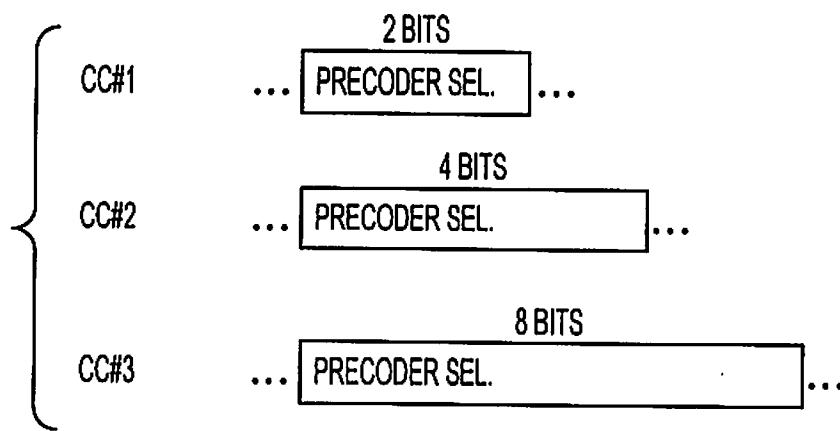 2 BITS
CC#1 ... PRECODER SEL. ...
4 BITS
CC#2 ... PRECODER SEL. ...
8 BITS
CC#3 ... PRECODER SEL. ...